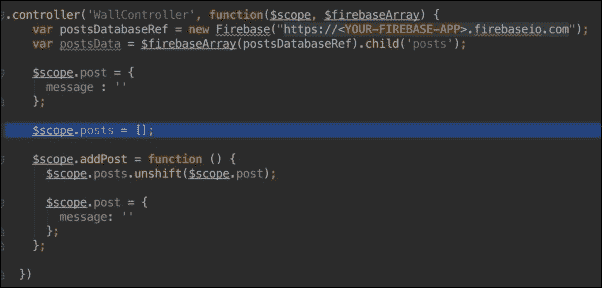 .controller('WallController', function($scope, $firebaseArray) {
var postsDatabaseRef = new Firebase("https://<YOUR-FIREBASE-APP>.firebaseio.com");
var postsData = $firebaseArray(postsDatabaseRef).child('posts');
$scope.post = {
message : ''
};
$scope.posts = [];
$scope.addPost = function () {
$scope.posts.unshift($scope.post);
$scope.post = {
message: ''
};
};
})